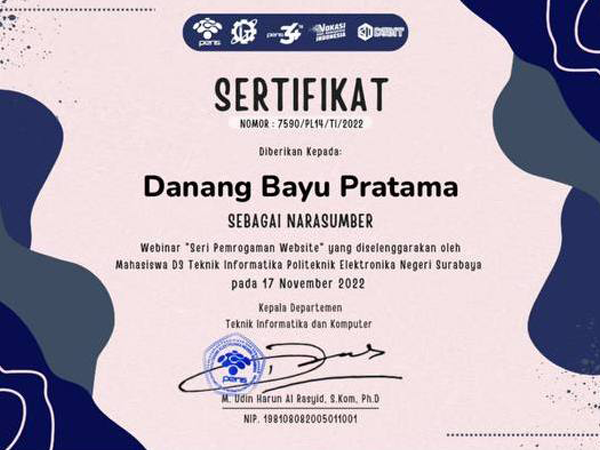 pens
pens 34
VOKASI
INDONESIA
SERTIFIKAT
NOMOR : 7590/PL14/TI/2022
Diberikan Kepada:
Danang Bayu Pratama
SEBAGAI NARASUMBER
Webinar "Seri Pemrogaman Website" yang diselenggarakan oleh
Mahasiswa D3 Teknik Informatika Politeknik Elektronika Negeri Surabaya
pada 17 November 2022
Kepala Departemen
Teknik Informatika dan Komputer
pens
M. Udin Harun Al Rasyid, S.Kom, Ph.D
NIP. 198108082005011001